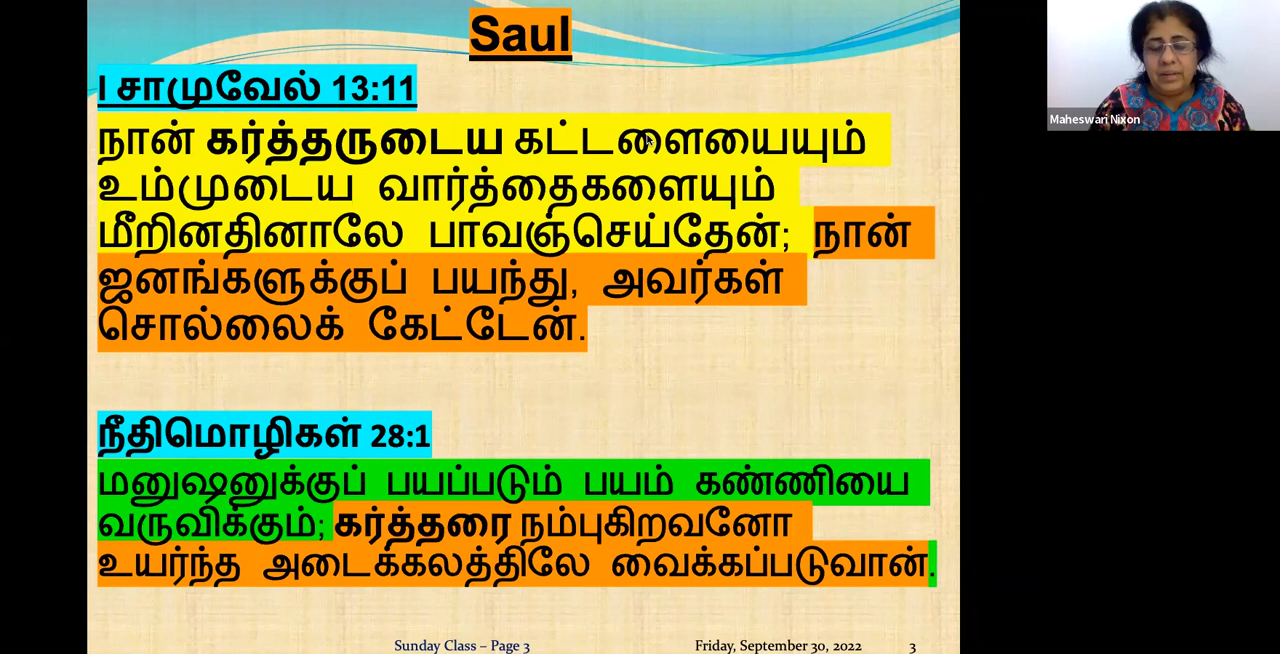 Saul
I சாமுவேல் 13:11
நான் கர்த்தருடைய கட்டளையையும்
உம்முடைய வார்த்தைகளையும்
மீறினதினாலே பாவஞ்செய்தேன்; நான்
ஜனங்களுக்குப் பயந்து, அவர்கள்
சொல்லைக் கேட்டேன்.
நீதிமொழிகள் 28:1
மனுஷனுக்குப் பயப்படும் பயம் கண்ணியை
வருவிக்கும்; கர்த்தரை நம்புகிறவனோ
உயர்ந்த அடைக்கலத்திலே வைக்கப்படுவான்.
Sunday Class – Page 3 Friday, September 30, 2022 3
Maheswari Nixon